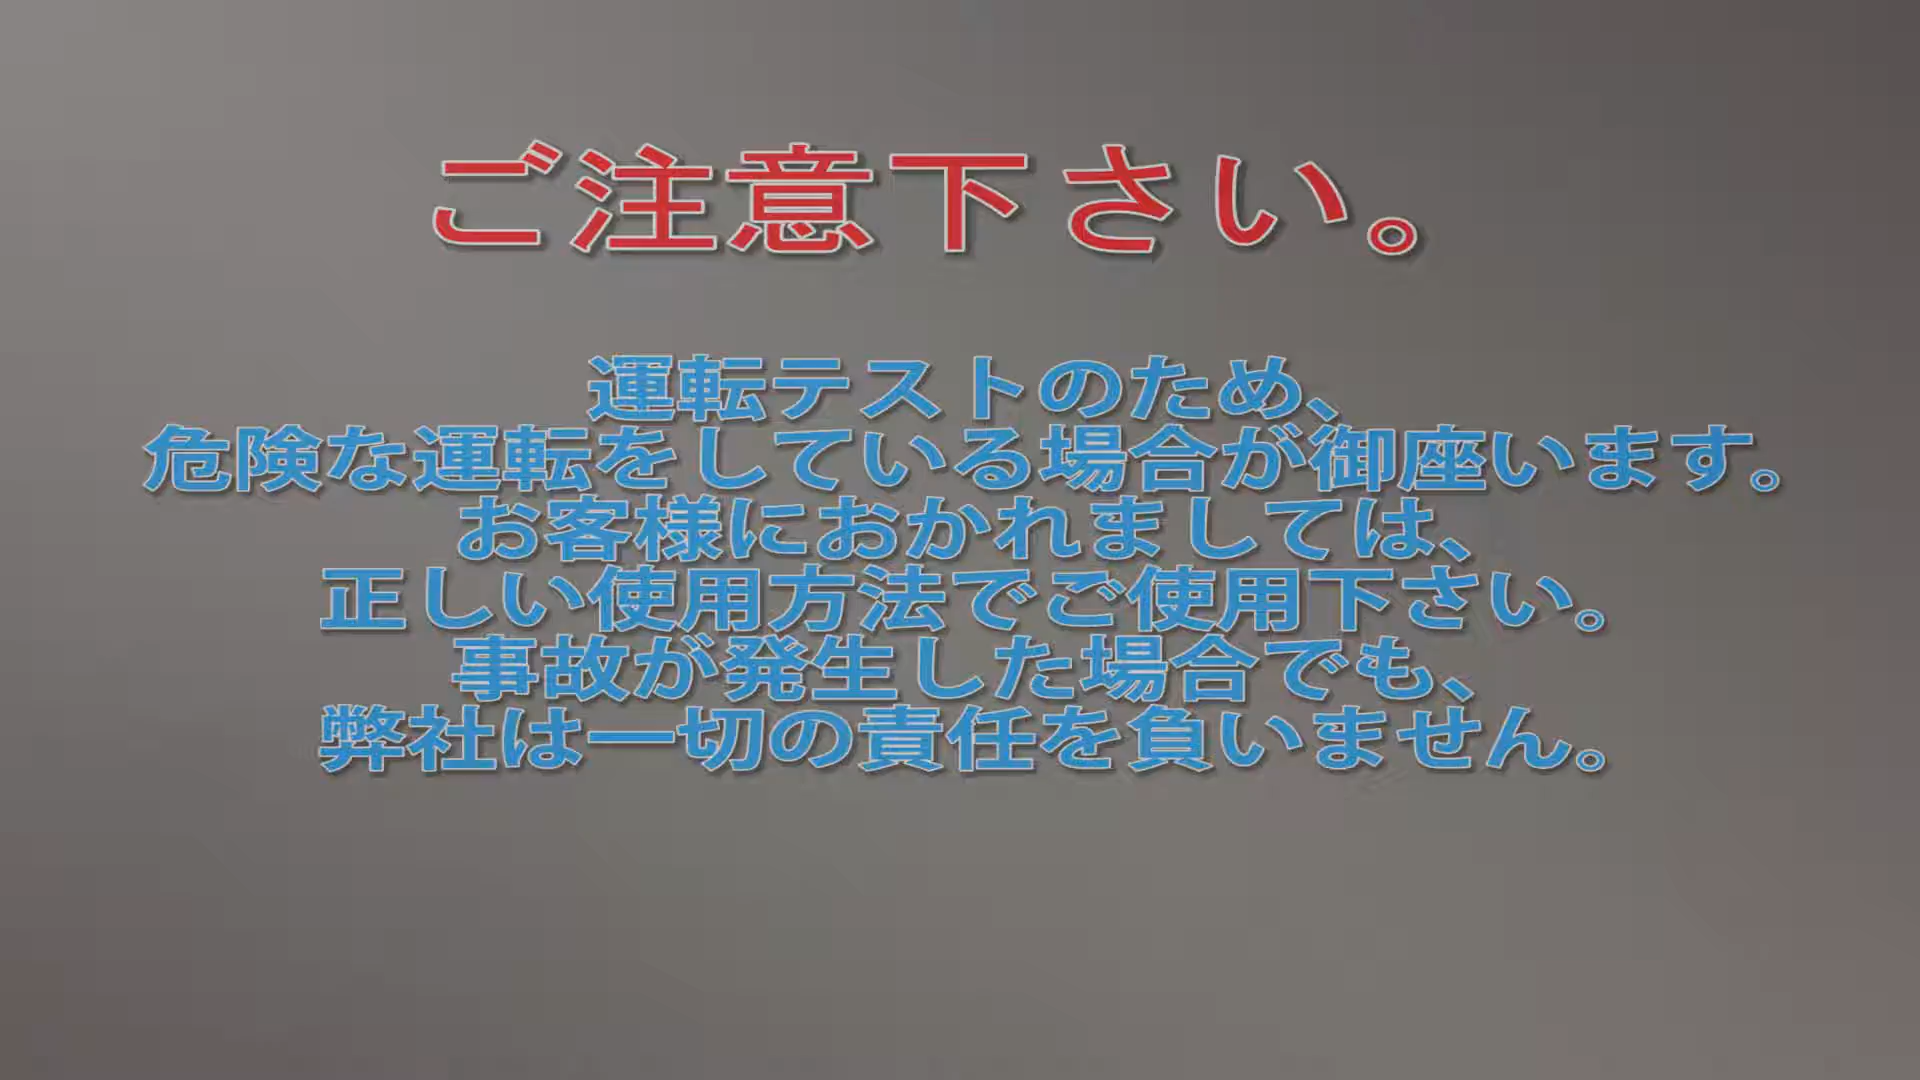 ご注意下さい。
運転テストのため、
危険な運転をしている場合が御座います。
お客様におかれましては、
正しい使用方法でご使用下さい。
事故が発生した場合でも、
弊社は一切の責任を負いません。